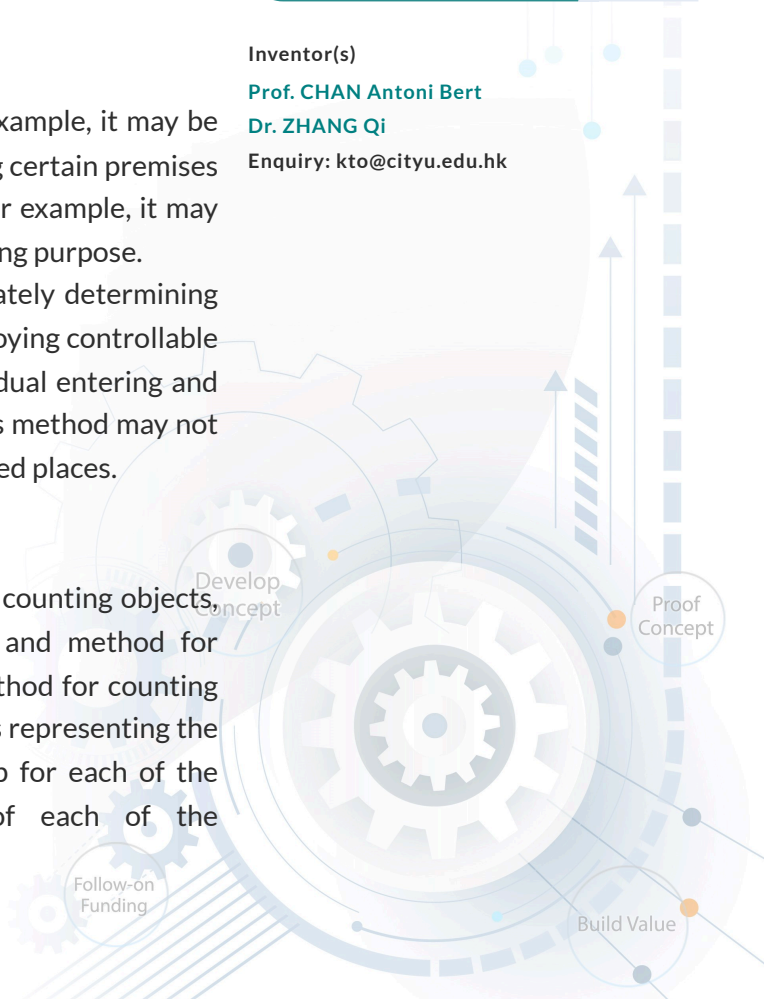 Inventor(s)
Prof. CHAN Antoni Bert
Dr. ZHANG Qi
Enquiry: kto@cityu.edu.hk
xample, it may be
certain premises
r example, it may
ng purpose.
ately determining
oying controllable
dual entering and
s method may not
ed places.
counting objects,
and method for
thod for counting
s representing the
for each of the
of each of the
Develop
Concept
Proof
Concept
Follow-on
Funding
Build Value